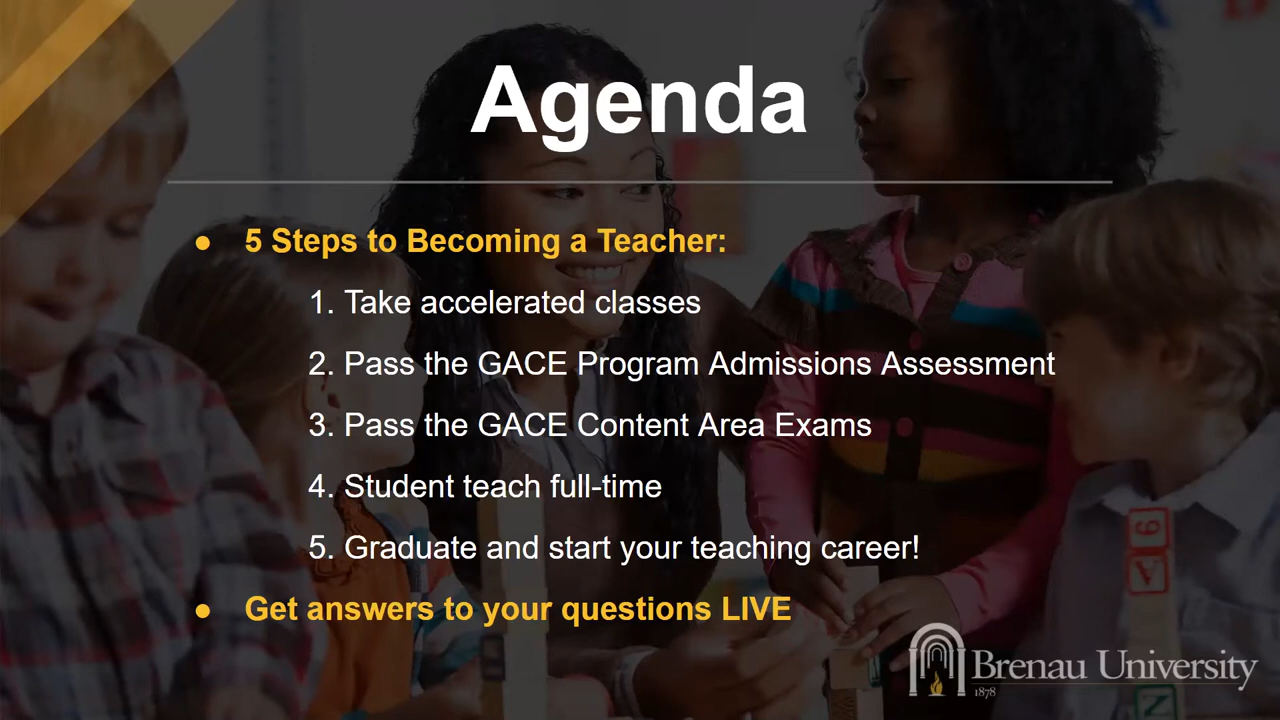 Agenda
● 5 Steps to Becoming a Teacher:
1. Take accelerated classes
2. Pass the GACE Program Admissions Assessment
3. Pass the GACE Content Area Exams
4. Student teach full-time
5. Graduate and start your teaching career!
● Get answers to your questions LIVE
Brenau University
1878
9
A
N